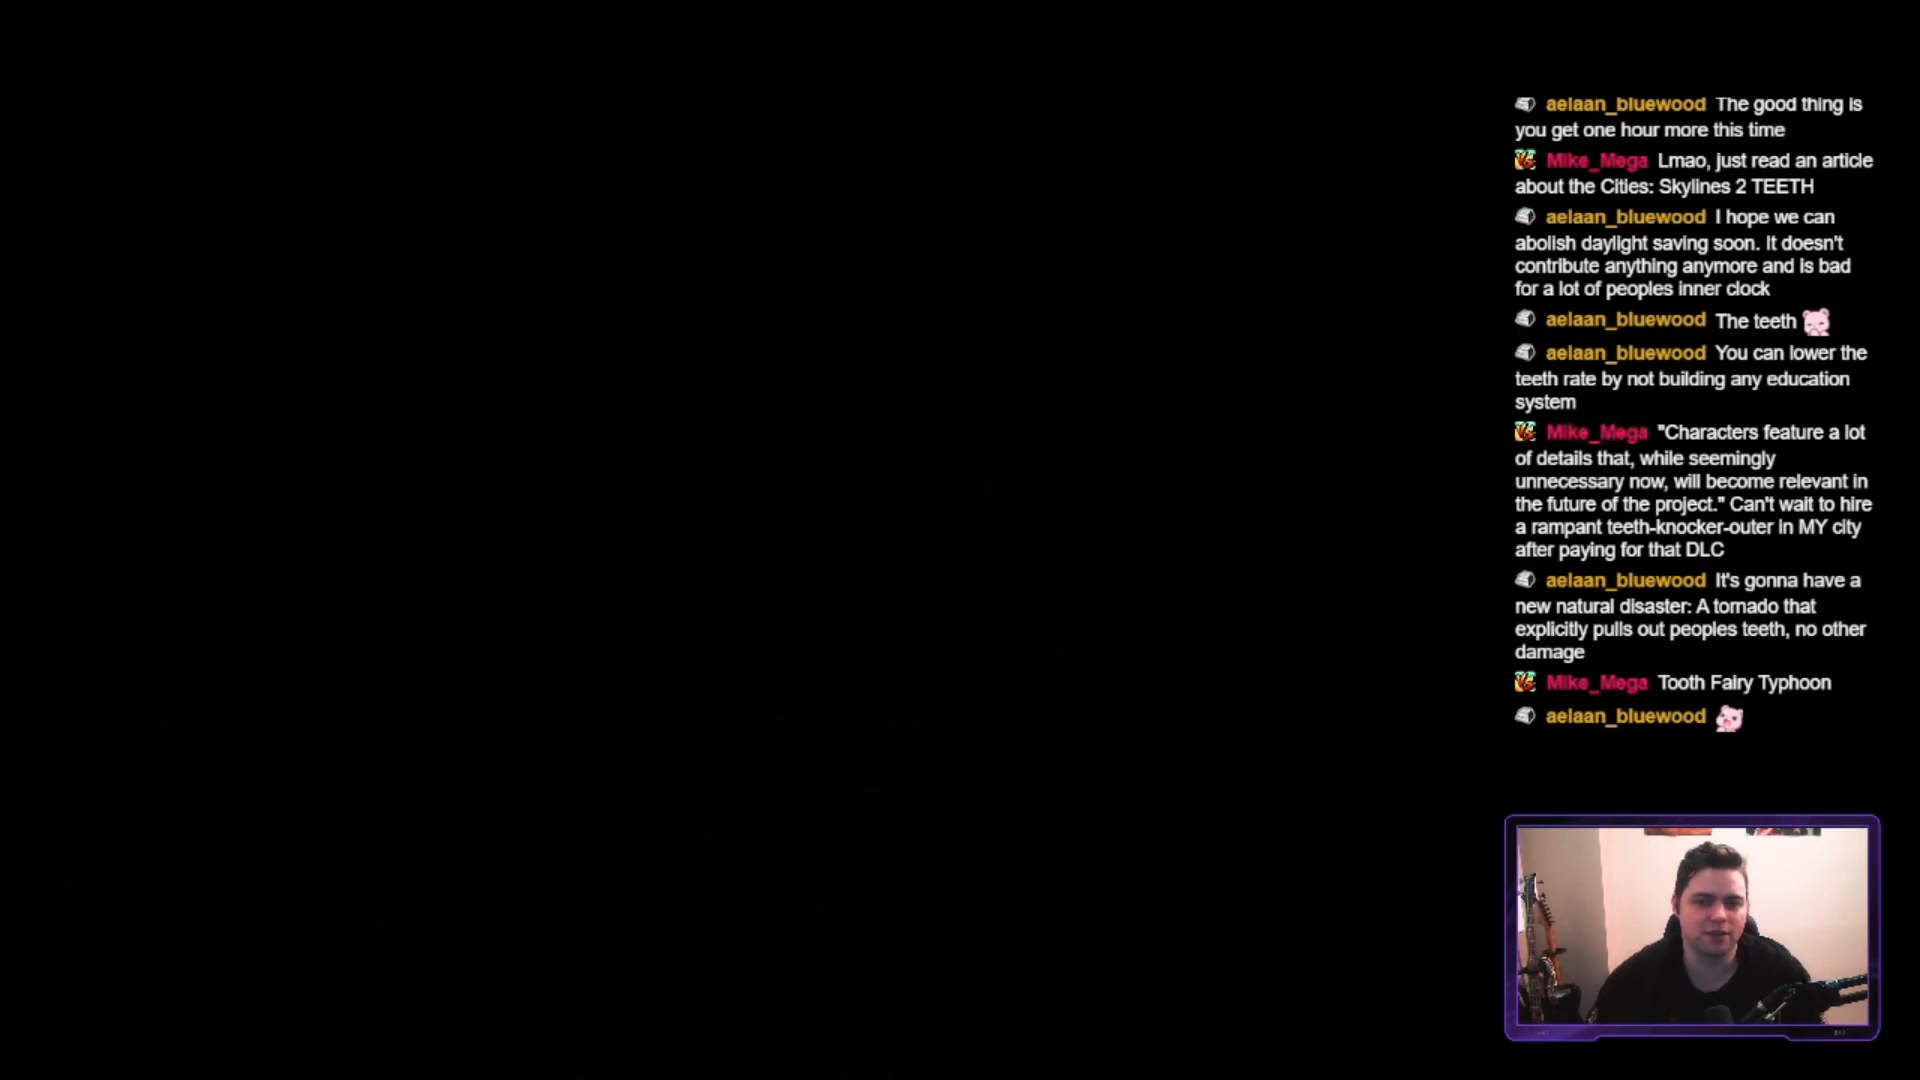 aelaan_bluewood The good thing is
you get one hour more this time
Mike_Mega Lmao, just read an article
about the Cities: Skylines 2 TEETH
aelaan_bluewood I hope we can
abolish daylight saving soon. It doesn't
contribute anything anymore and is bad
for a lot of peoples inner clock
aelaan_bluewood The teeth
aelaan_bluewood You can lower the
teeth rate by not building any education
system
Mike_Mega "Characters feature a lot
of details that, while seemingly
unnecessary now, will become relevant in
the future of the project." Can't wait to hire
a rampant teeth-knocker-outer in MY city
after paying for that DLC
aelaan_bluewood It's gonna have a
new natural disaster: A tornado that
explicitly pulls out peoples teeth, no other
damage
Mike_Mega Tooth Fairy Typhoon
aelaan_bluewood